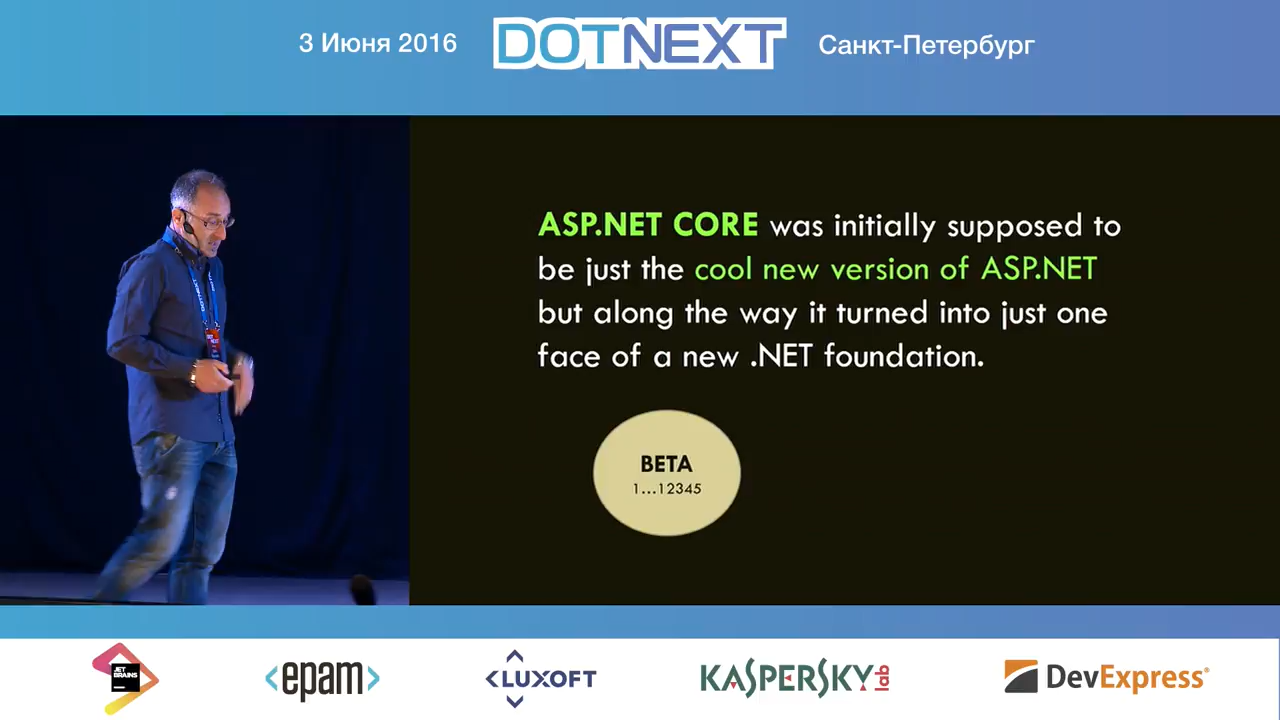 3 Июня 2016
DOTNEXT
Санкт-Петербург
ASP.NET CORE was initially supposed to
be just the cool new version of ASP.NET
but along the way it turned into just one
face of a new .NET foundation.
BETA
1...12345
JET
BRAINS
<epam>
LUXOFT
KASPERSKY lab
DevExpress®